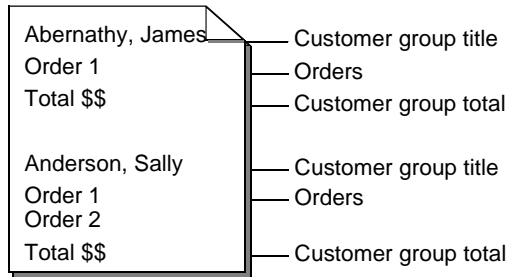 Abernathy, James Customer group title
Order 1 Orders
Total $$ Customer group total
Anderson, Sally Customer group title
Order 1 Orders
Order 2
Total $$ Customer group total